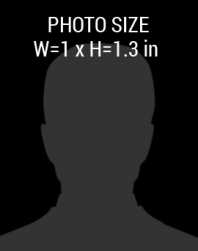 PHOTO SIZE
W=1 x H=1.3 in